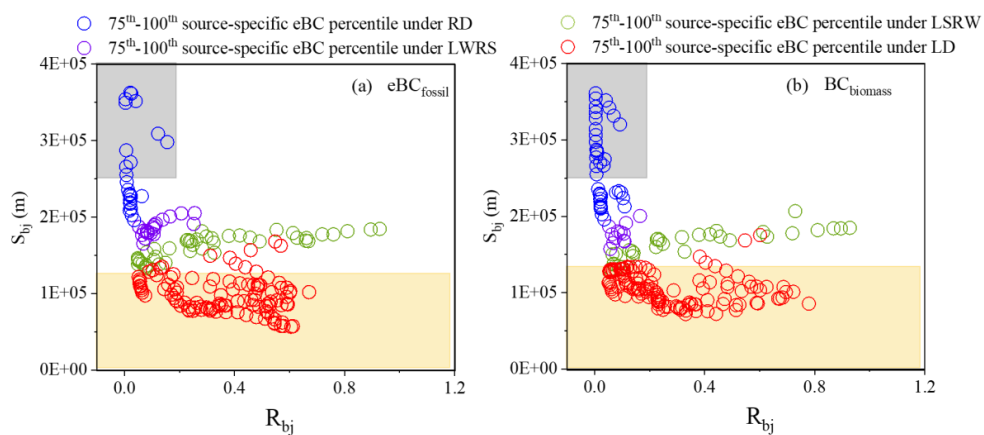 75th-100th source-specific eBC percentile under RD
75th-100th source-specific eBC percentile under LWRS
75th-100th source-specific eBC percentile under LSRW
75th-100th source-specific eBC percentile under LD
4E+05
3E+05
2E+05
1E+05
0E+00
Sbj (m)
(a) eBCfossil
0.0 0.4 0.8 1.2
Rbj
4E+05
3E+05
2E+05
1E+05
0E+00
Sbj (m)
(b) BCbiomass
0.0 0.4 0.8 1.2
Rbj